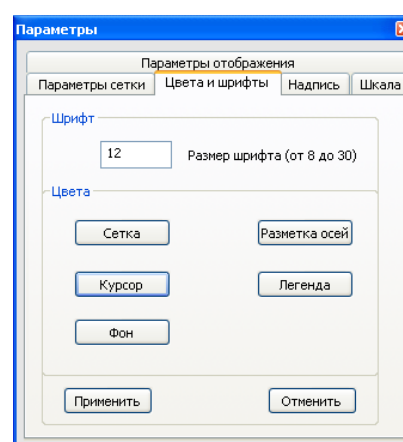 Параметры
Параметры отображения
Параметры сетки Цвета и шрифты Надпись Шкала
Шрифт
12 Размер шрифта (от 8 до 30)
Цвета
Сетка Разметка осей
Курсор Легенда
Фон
Применить Отменить